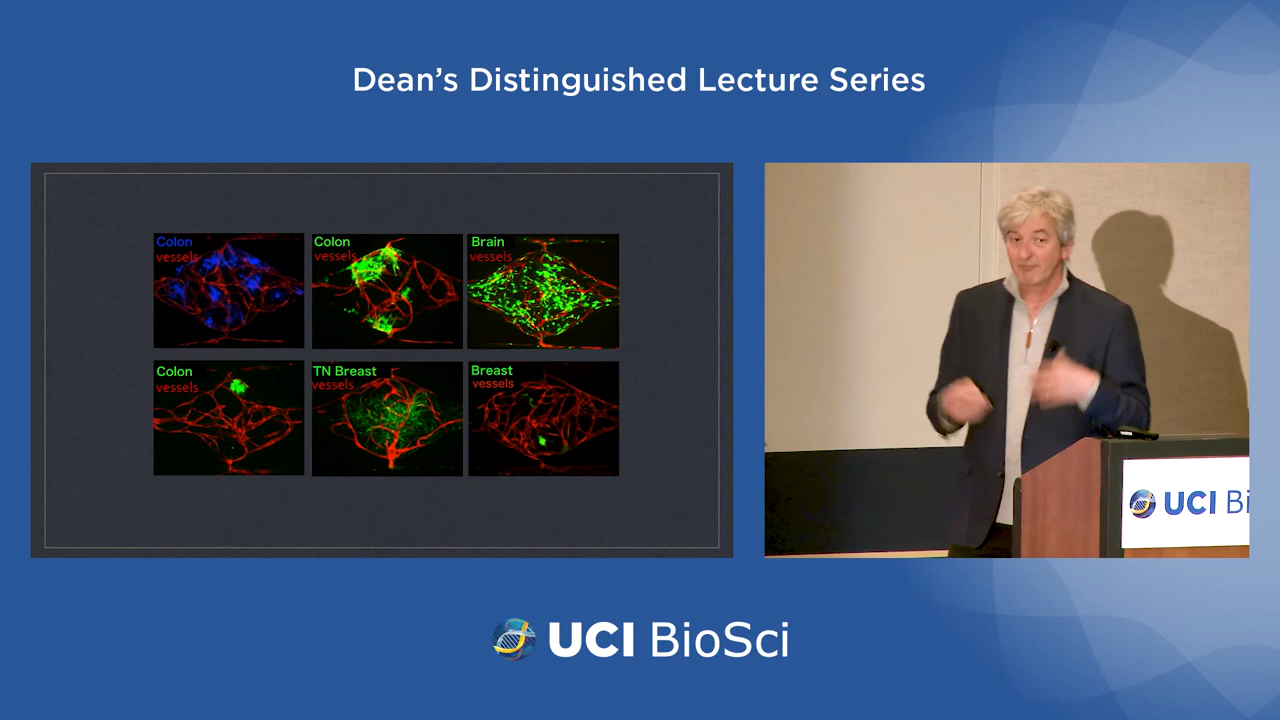 Dean's Distinguished Lecture Series
Colon
vessels
Colon
vessels
Brain
vessels
Colon
vessels
TN Breast
vessels
Breast
vessels
UCI Bi
UCI BioSci